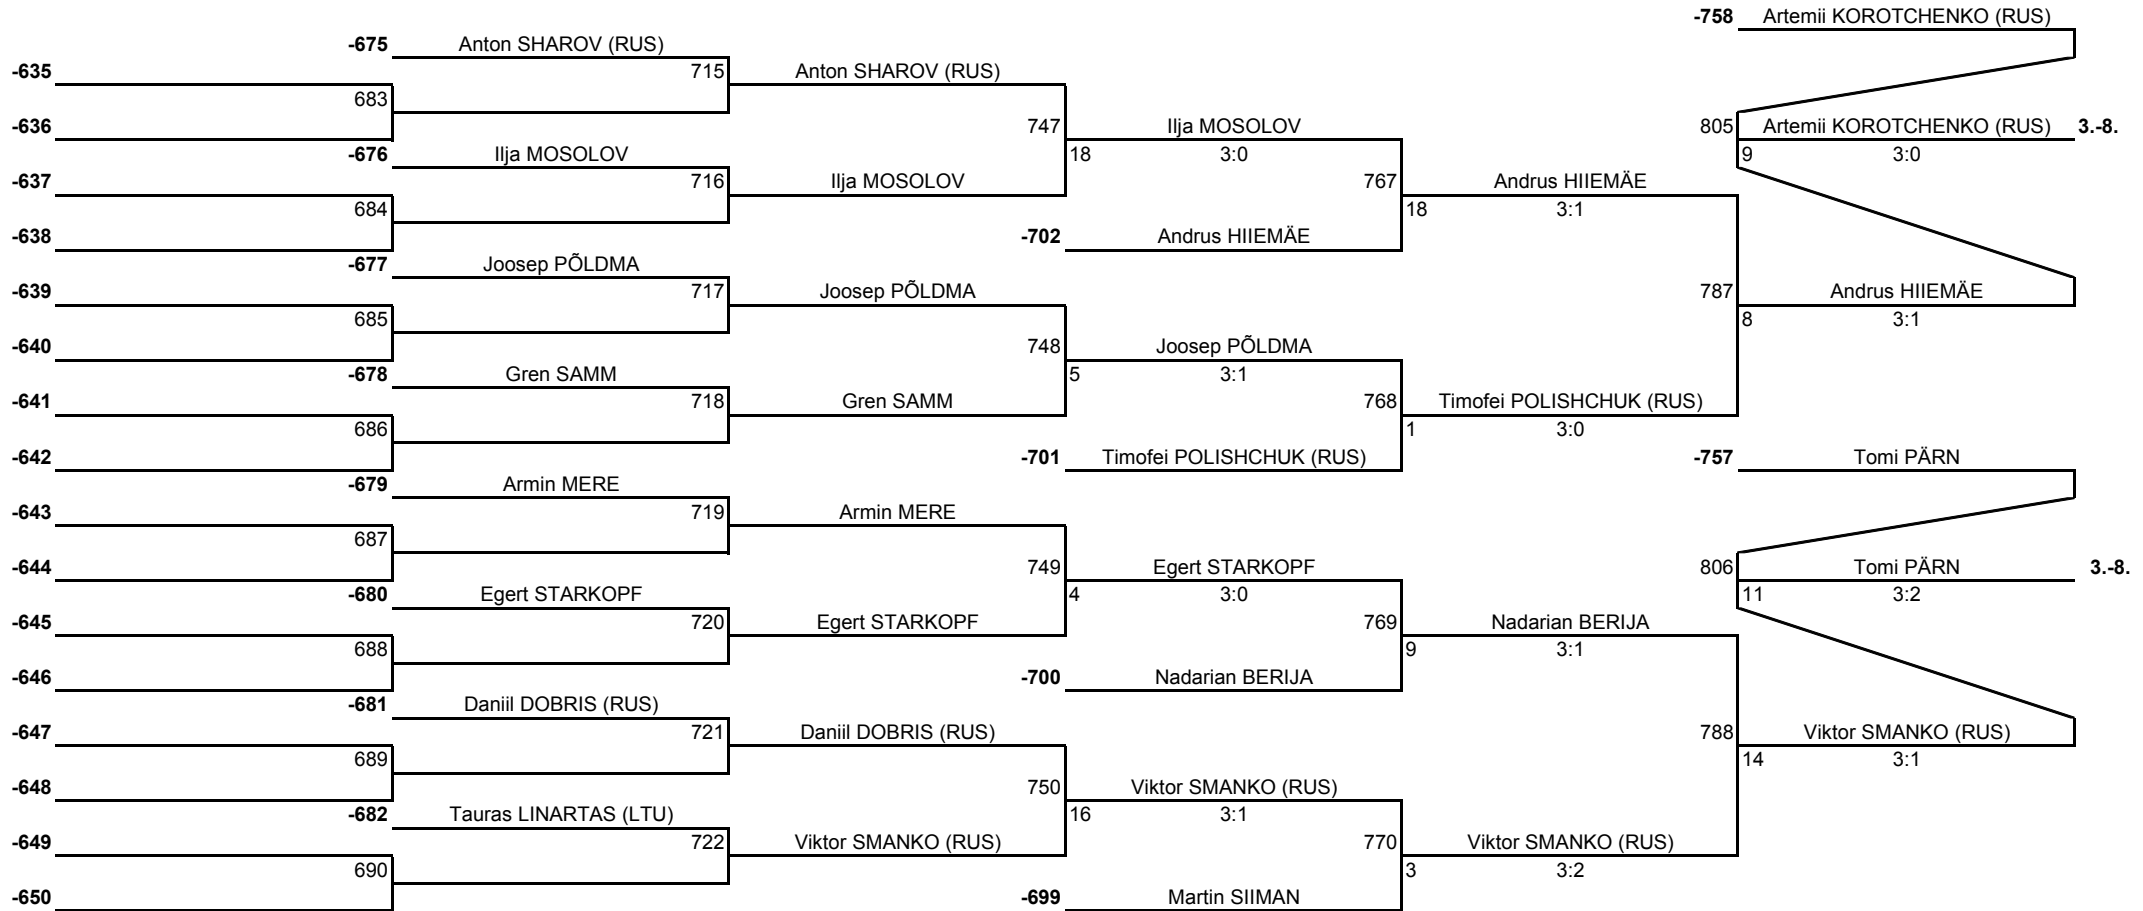 -758 Artemii KOROTCHENKO (RUS)
-675 Anton SHAROV (RUS)
-635 715 Anton SHAROV (RUS)
683
-636 747 Ilja MOSOLOV 805 Artemii KOROTCHENKO (RUS) 3.-8.
-676 Ilja MOSOLOV 18 3:0 9 3:0
-637 716 Ilja MOSOLOV 767 Andrus HIIEMÄE
684 18 3:1
-638 -702 Andrus HIIEMÄE
-677 Joosep PÕLDMA
-639 717 Joosep PÕLDMA 787 Andrus HIIEMÄE
685 8 3:1
-640 748 Joosep PÕLDMA
-678 Gren SAMM 5 3:1
-641 718 Gren SAMM 768 Timofei POLISHCHUK (RUS)
686 1 3:0
-642 -701 Timofei POLISHCHUK (RUS) -757 Tomi PÄRN
-679 Armin MERE
-643 719 Armin MERE
687
-644 749 Egert STARKOPF 806 Tomi PÄRN 3.-8.
-680 Egert STARKOPF 4 3:0 11 3:2
-645 720 Egert STARKOPF 769 Nadarian BERIJA
688 9 3:1
-646 -700 Nadarian BERIJA
-681 Daniil DOBRIS (RUS)
-647 721 Daniil DOBRIS (RUS) 788 Viktor SMANKO (RUS)
689 14 3:1
-648 750 Viktor SMANKO (RUS)
-682 Tauras LINARTAS (LTU) 16 3:1
-649 722 Viktor SMANKO (RUS) 770 Viktor SMANKO (RUS)
690 3 3:2
-650 -699 Martin SIIMAN